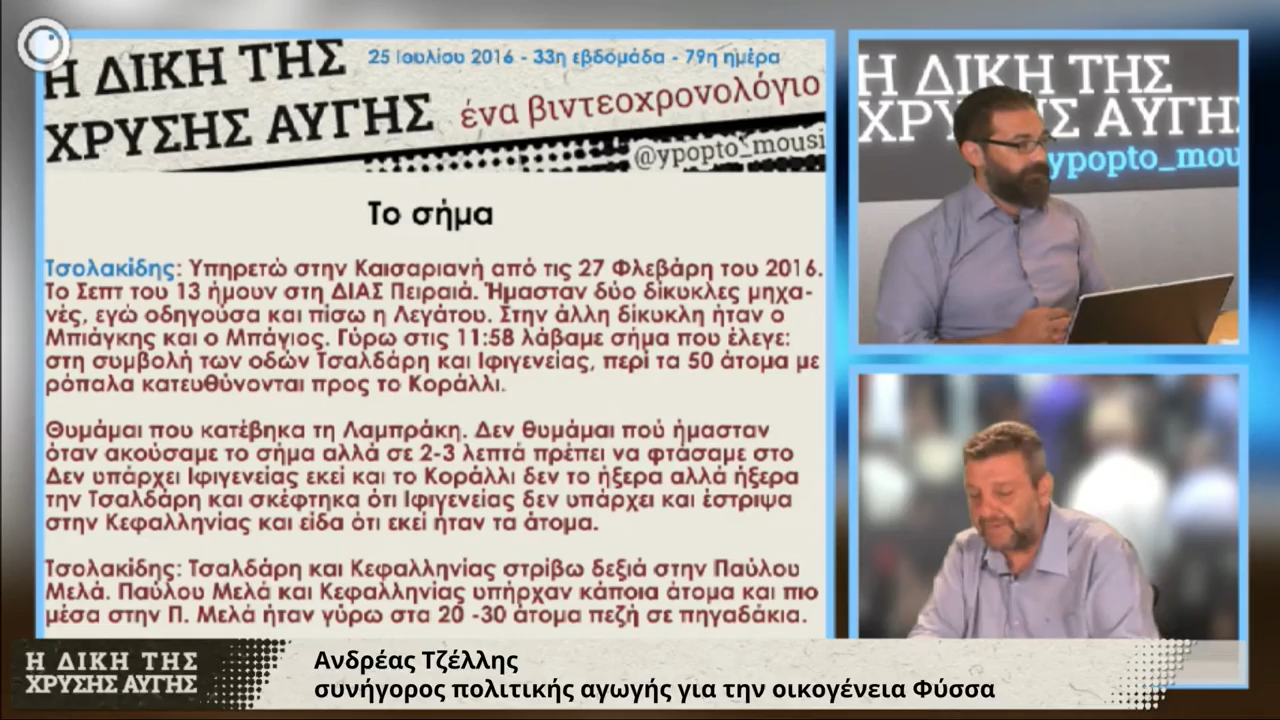 Η ΔΙΚΗ ΤΗΣ
ΧΡΥΣΗΣ ΑΥΓΗΣ
25 Ιουλίου 2016 - 33η εβδομάδα - 79η ημέρα
ένα βιντεοχρονολόγιο
@ypopto_mousi
Το σήμα
Τσολακίδης: Υπηρετώ στην Καισαριανή από τις 27 Φλεβάρη του 2016.
Το Σεπτ του 13 ήμουν στη ΔΙΑΣ Πειραιά. Ήμασταν δύο δίκυκλες μηχα-
νές, εγώ οδηγούσα και πίσω η Λεγάτου. Στην άλλη δίκυκλη ήταν ο
Μπιάγκης και ο Μπάγιος. Γύρω στις 11:58 λάβαμε σήμα που έλεγε:
στη συμβολή των οδών Τσαλδάρη και Ιφιγενείας, περί τα 50 άτομα με
ρόπαλα κατευθύνονται προς το Κοράλλι.
Θυμάμαι που κατέβηκα τη Λαμπράκη. Δεν θυμάμαι πού ήμασταν
όταν ακούσαμε το σήμα αλλά σε 2-3 λεπτά πρέπει να φτάσαμε στο
Δεν υπάρχει Ιφιγενείας εκεί και το Κοράλλι δεν το ήξερα αλλά ήξερα
την Τσαλδάρη και σκέφτηκα ότι Ιφιγενείας δεν υπάρχει και έστριψα
στην Κεφαλληνίας και είδα ότι εκεί ήταν τα άτομα.
Τσολακίδης: Τσαλδάρη και Κεφαλληνίας στρίβω δεξιά στην Παύλου
Μελά. Παύλου Μελά και Κεφαλληνίας υπήρχαν κάποια άτομα και πιο
μέσα στην Π. Μελά ήταν γύρω στα 20 -30 άτομα πεζή σε πηγαδάκια.
Η ΔΙΚΗ ΤΗΣ
ΧΡΥΣ ΑΥΓΗΣ
ypopto_mou
Η ΔΙΚΗ ΤΗΣ
ΧΡΥΣΗΣ ΑΥΓΗΣ
Ανδρέας Τζέλλης
συνήγορος πολιτικής αγωγής για την οικογένεια Φύσσα